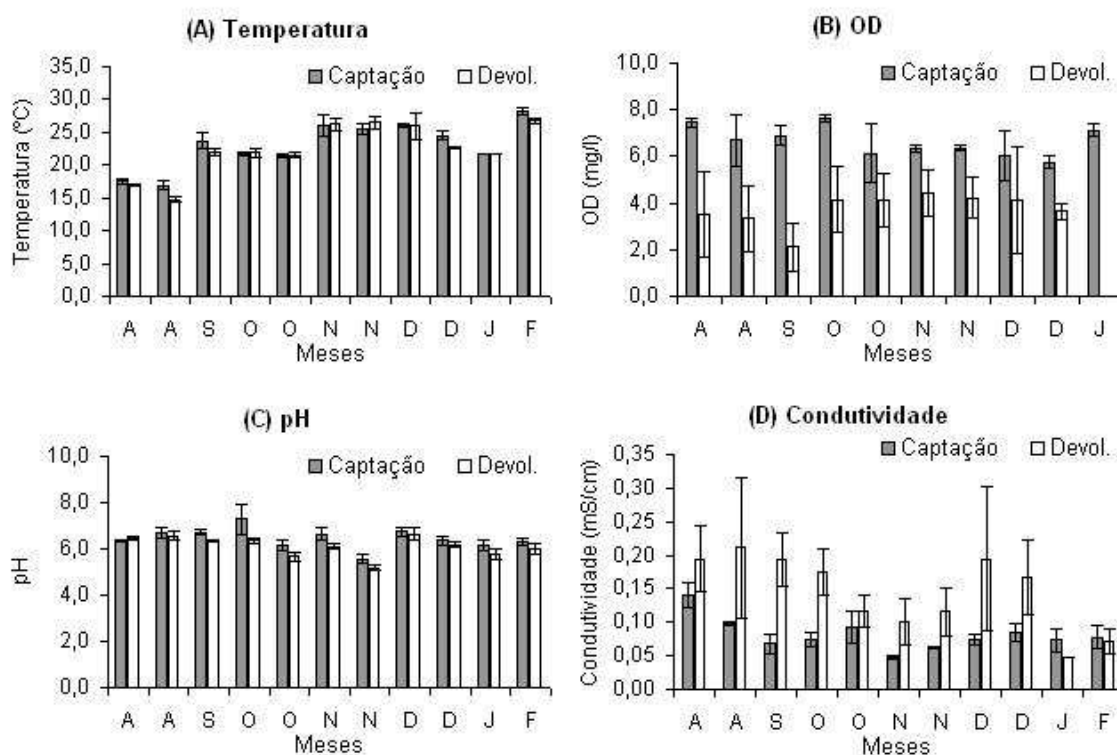 (A) Temperatura
Captação Devol.
Temperatura (ºC)
35,0
30,0
25,0
20,0
15,0
10,0
5,0
0,0
A A S O O N N D D J F
Meses
(B) OD
Captação Devol.
OD (mg/l)
10,0
8,0
6,0
4,0
2,0
0,0
A A S O O N N D D J
Meses
(C) pH
Captação Devol.
pH
10,0
8,0
6,0
4,0
2,0
0,0
A A S O O N N D D J F
Meses
(D) Condutividade
Captação Devol.
Condutividade (mS/cm)
0,35
0,30
0,25
0,20
0,15
0,10
0,05
0,00
A A S O O N N D D J F
Meses